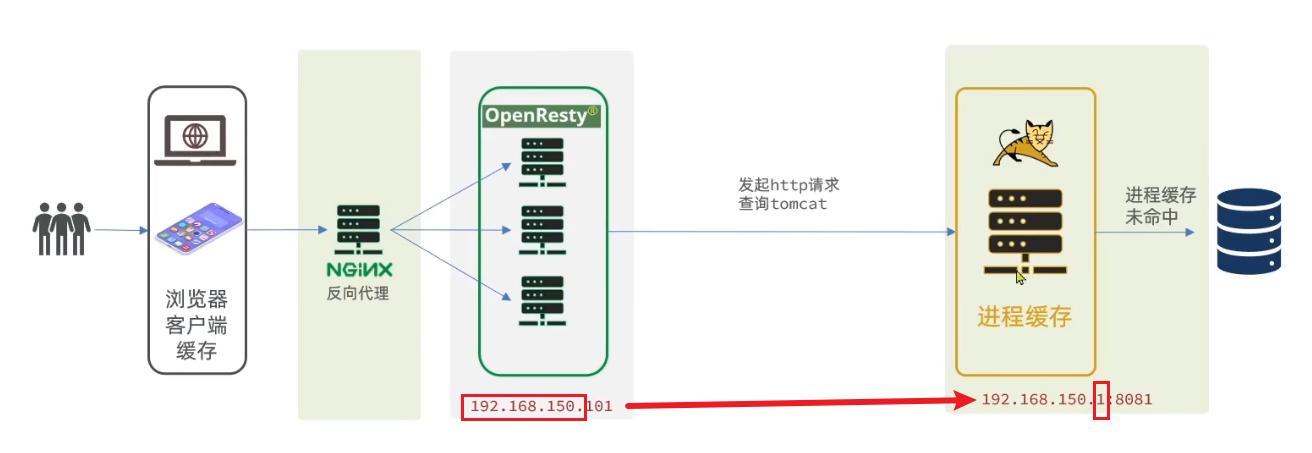 浏览器
客户端
缓存
NGINX
反向代理
OpenResty®
192.168.150.101
发起http请求
查询tomcat
进程缓存
192.168.150.1:8081
进程缓存
未命中